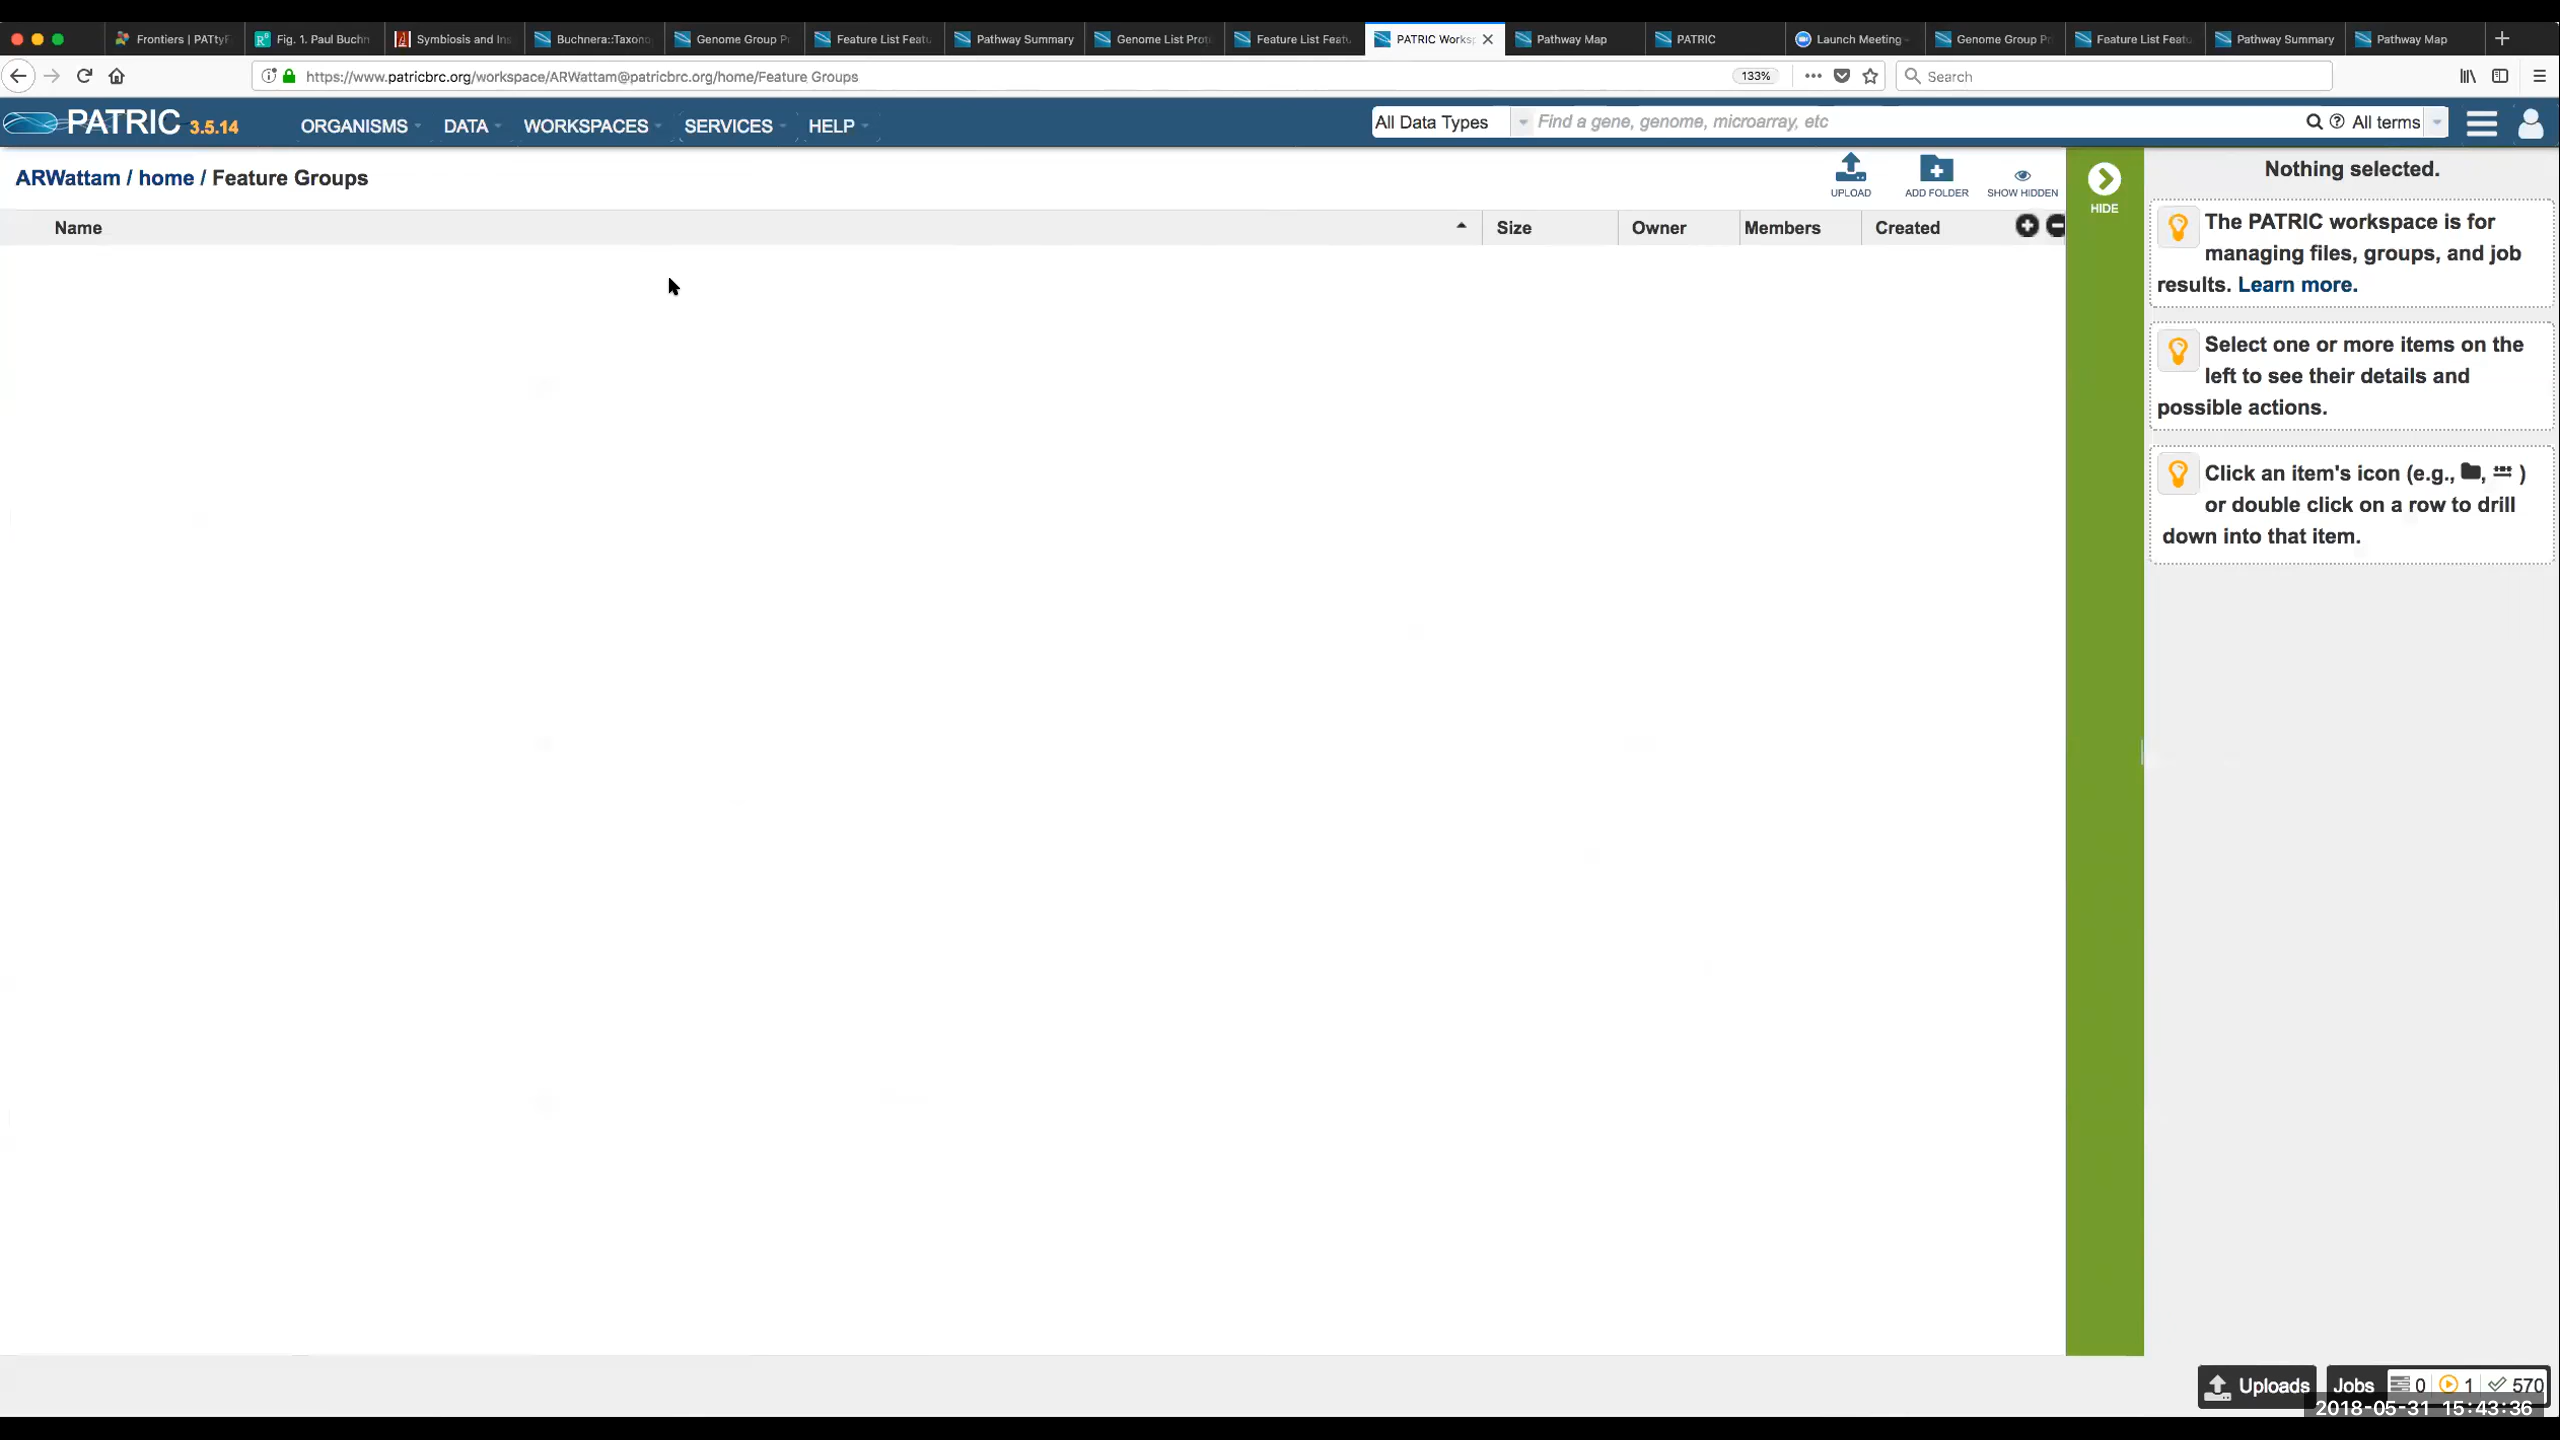 Frontiers | PATtyF
Fig. 1. Paul Buchn
Symbiosis and Ins
Buchnera::Taxono
Genome Group Pr
Feature List Featu
Pathway Summary
Genome List Prot
Feature List Featu
PATRIC Worksp
Pathway Map
PATRIC
Launch Meeting -
Genome Group Pr
Feature List Featu
Pathway Summary
Pathway Map
https://www.patricbrc.org/workspace/ARWattam@patricbrc.org/home/Feature Groups
133%
Search
PATRIC 3.5.14
ORGANISMS
DATA
WORKSPACES
SERVICES
HELP
All Data Types
Find a gene, genome, microarray, etc
All terms
ARWattam / home / Feature Groups
UPLOAD
ADD FOLDER
SHOW HIDDEN
HIDE
Name
Size
Owner
Members
Created
Nothing selected.
The PATRIC workspace is for
managing files, groups, and job
results. Learn more.
Select one or more items on the
left to see their details and
possible actions.
Click an item's icon (e.g., , )
or double click on a row to drill
down into that item.
Uploads
Jobs 0 1 570
2018-05-31 15:43:36